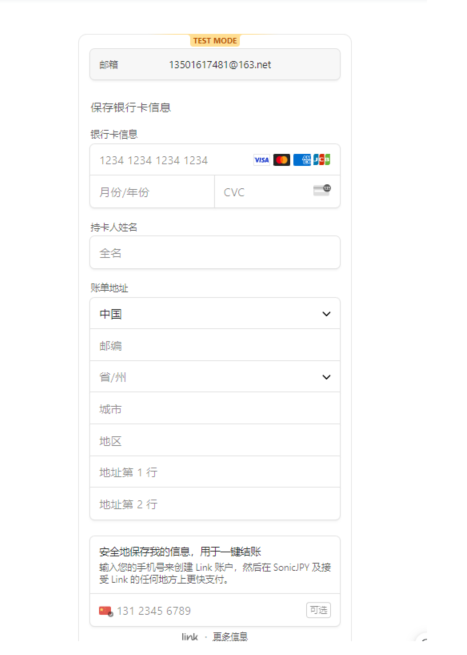 TEST MODE
邮箱 13501617481@163.net
保存银行卡信息
银行卡信息
1234 1234 1234 1234 VISA JCB
月份/年份 CVC
持卡人姓名
全名
账单地址
中国
邮编
省/州
城市
地区
地址第 1 行
地址第 2 行
安全地保存我的信息，用于一键结账
输入您的手机号来创建 Link 账户，然后在 SonicJPY 及接
受 Link 的任何地方上更快支付。
131 2345 6789 可选
link · 更多信息